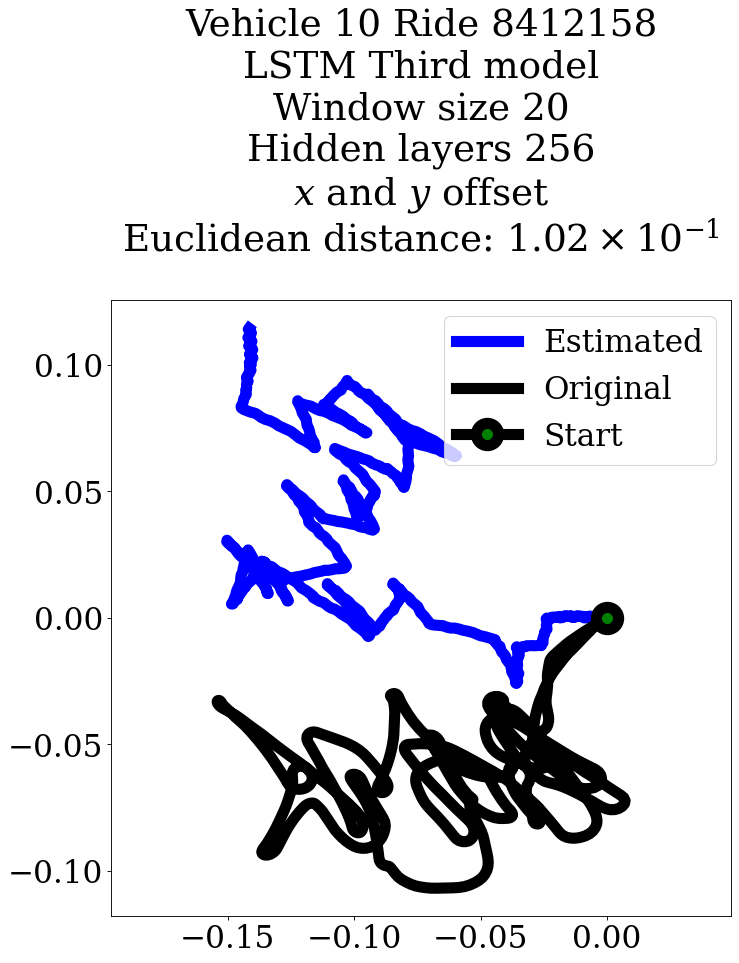 Vehicle 10 Ride 8412158
LSTM Third model
Window size 20
Hidden layers 256
x and y offset
Euclidean distance: 1.02 × 10⁻¹
Estimated
Original
Start
0.10
0.05
0.00
−0.05
−0.10
−0.15 −0.10 −0.05 0.00